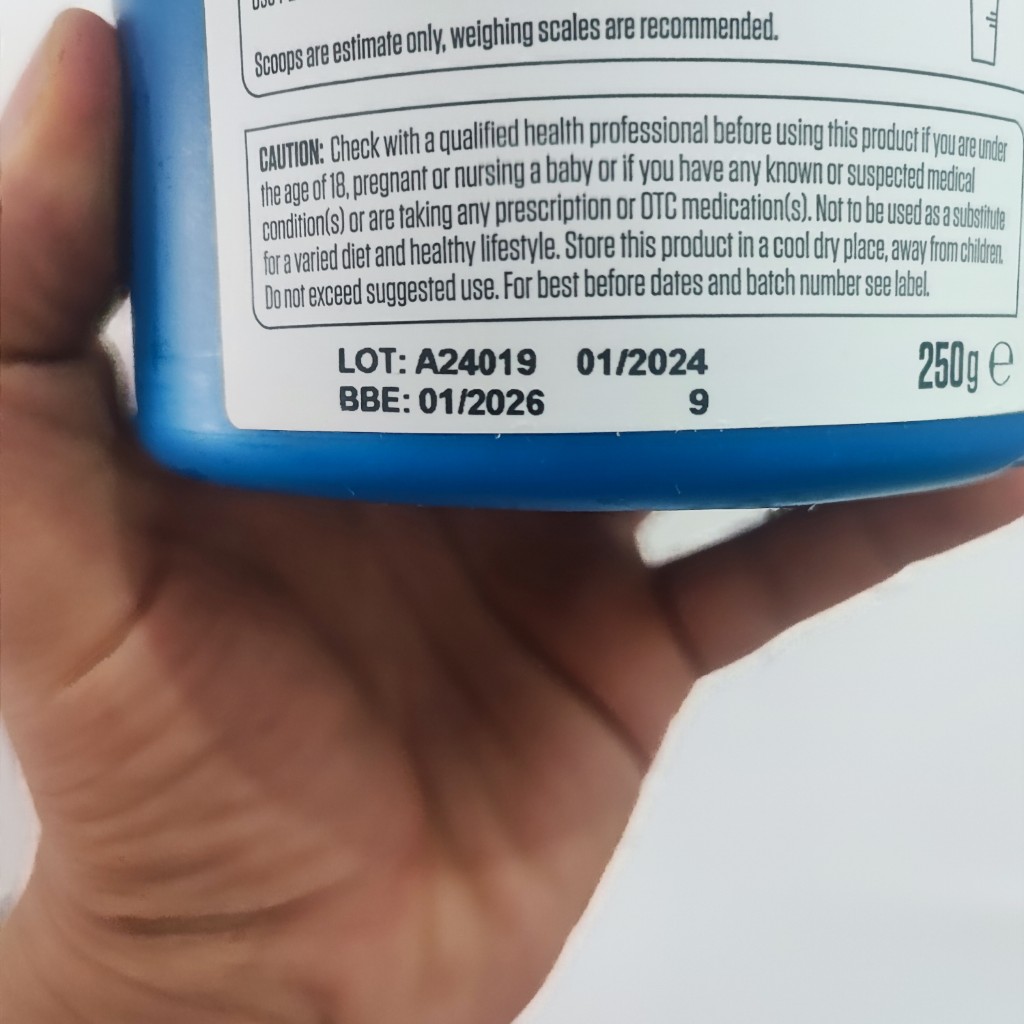 Scoops are estimate only, weighing scales are recommended.
CAUTION: Check with a qualified health professional before using this product if you are under
the age of 18, pregnant or nursing a baby or if you have any known or suspected medical
condition(s) or are taking any prescription or OTC medication(s). Not to be used as a substitute
for a varied diet and healthy lifestyle. Store this product in a cool dry place, away from children.
Do not exceed suggested use. For best before dates and batch number see label.
LOT: A24019 01/2024
BBE: 01/2026 9
250g e